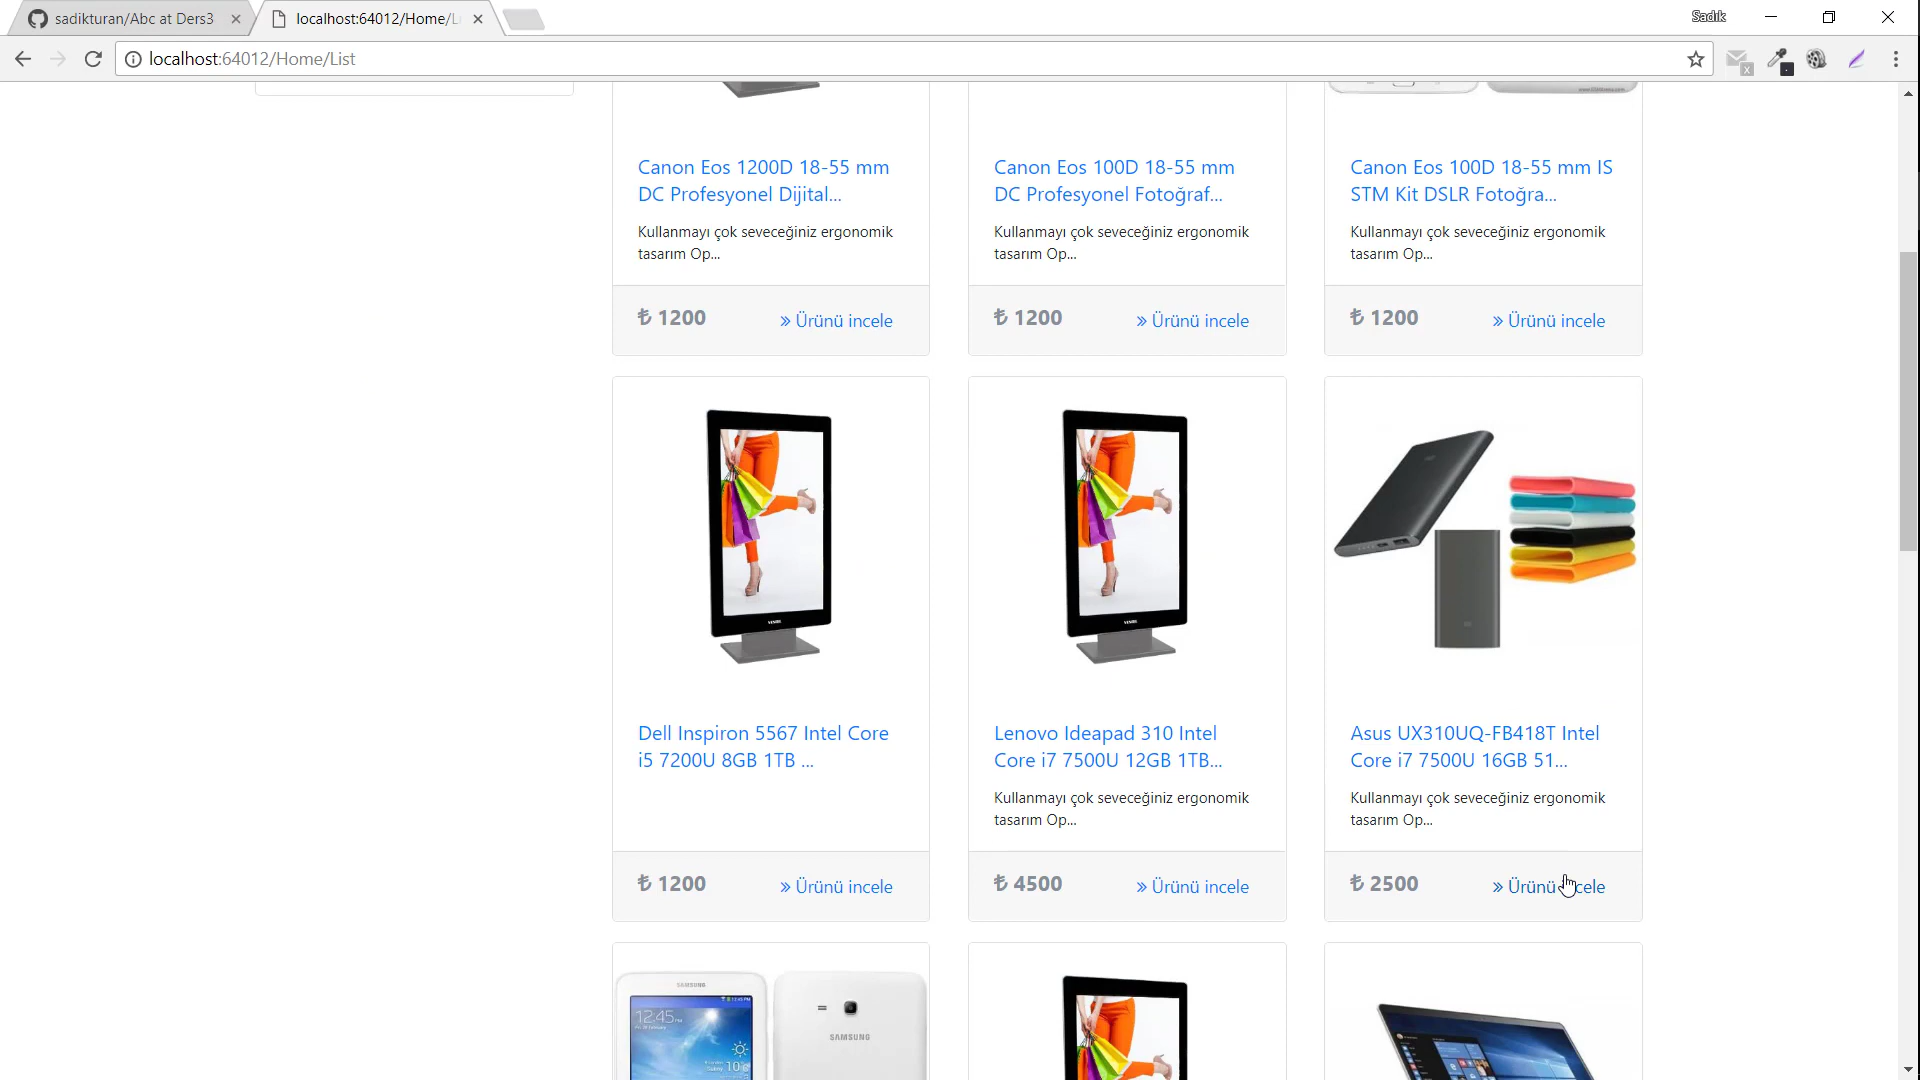 sadikturan/Abc at Ders3
localhost:64012/Home/Li
Sadık
localhost:64012/Home/List
Canon Eos 1200D 18-55 mm
DC Profesyonel Dijital...
Kullanmayı çok seveceğiniz ergonomik
tasarım Op...
₺ 1200
» Ürünü incele
Canon Eos 100D 18-55 mm
DC Profesyonel Fotoğraf...
Kullanmayı çok seveceğiniz ergonomik
tasarım Op...
₺ 1200
» Ürünü incele
Canon Eos 100D 18-55 mm IS
STM Kit DSLR Fotoğra...
Kullanmayı çok seveceğiniz ergonomik
tasarım Op...
₺ 1200
» Ürünü incele
Dell Inspiron 5567 Intel Core
i5 7200U 8GB 1TB ...
₺ 1200
» Ürünü incele
Lenovo Ideapad 310 Intel
Core i7 7500U 12GB 1TB...
Kullanmayı çok seveceğiniz ergonomik
tasarım Op...
₺ 4500
» Ürünü incele
Asus UX310UQ-FB418T Intel
Core i7 7500U 16GB 51...
Kullanmayı çok seveceğiniz ergonomik
tasarım Op...
₺ 2500
» Ürünü incele
SAMSUNG
12:45
SAMSUNG